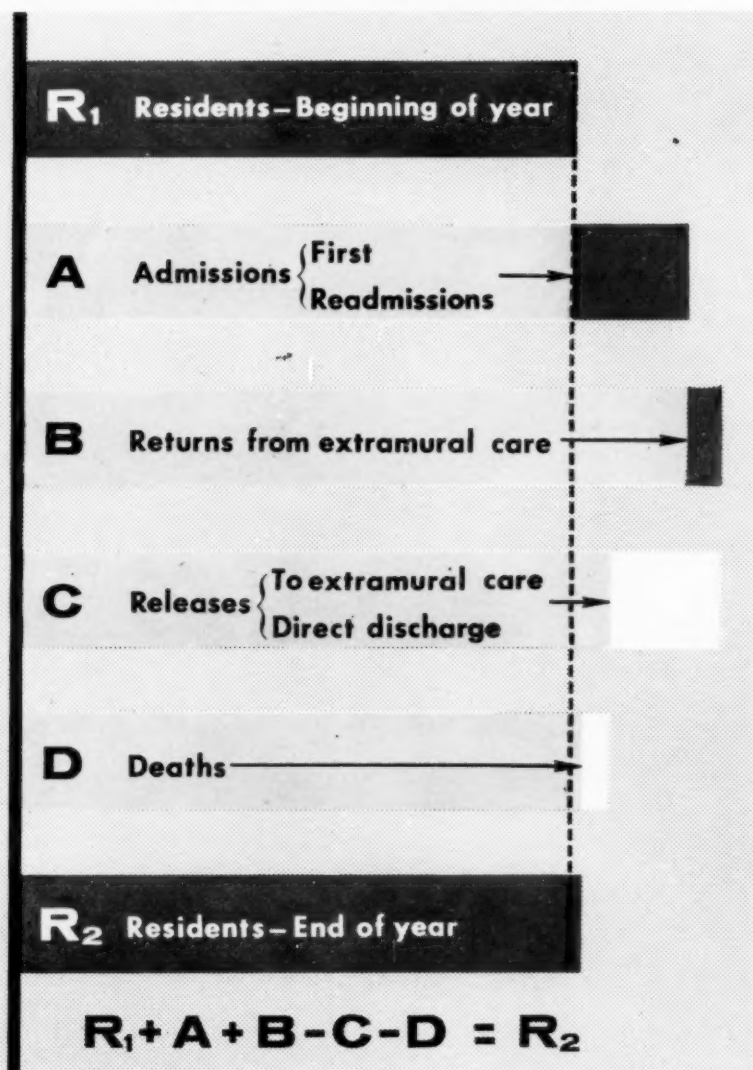 R₁ Residents–Beginning of year
A Admissions { First
Readmissions
B Returns from extramural care
C Releases { To extramural care
Direct discharge
D Deaths
R₂ Residents–End of year
R₁+A+B-C-D = R₂